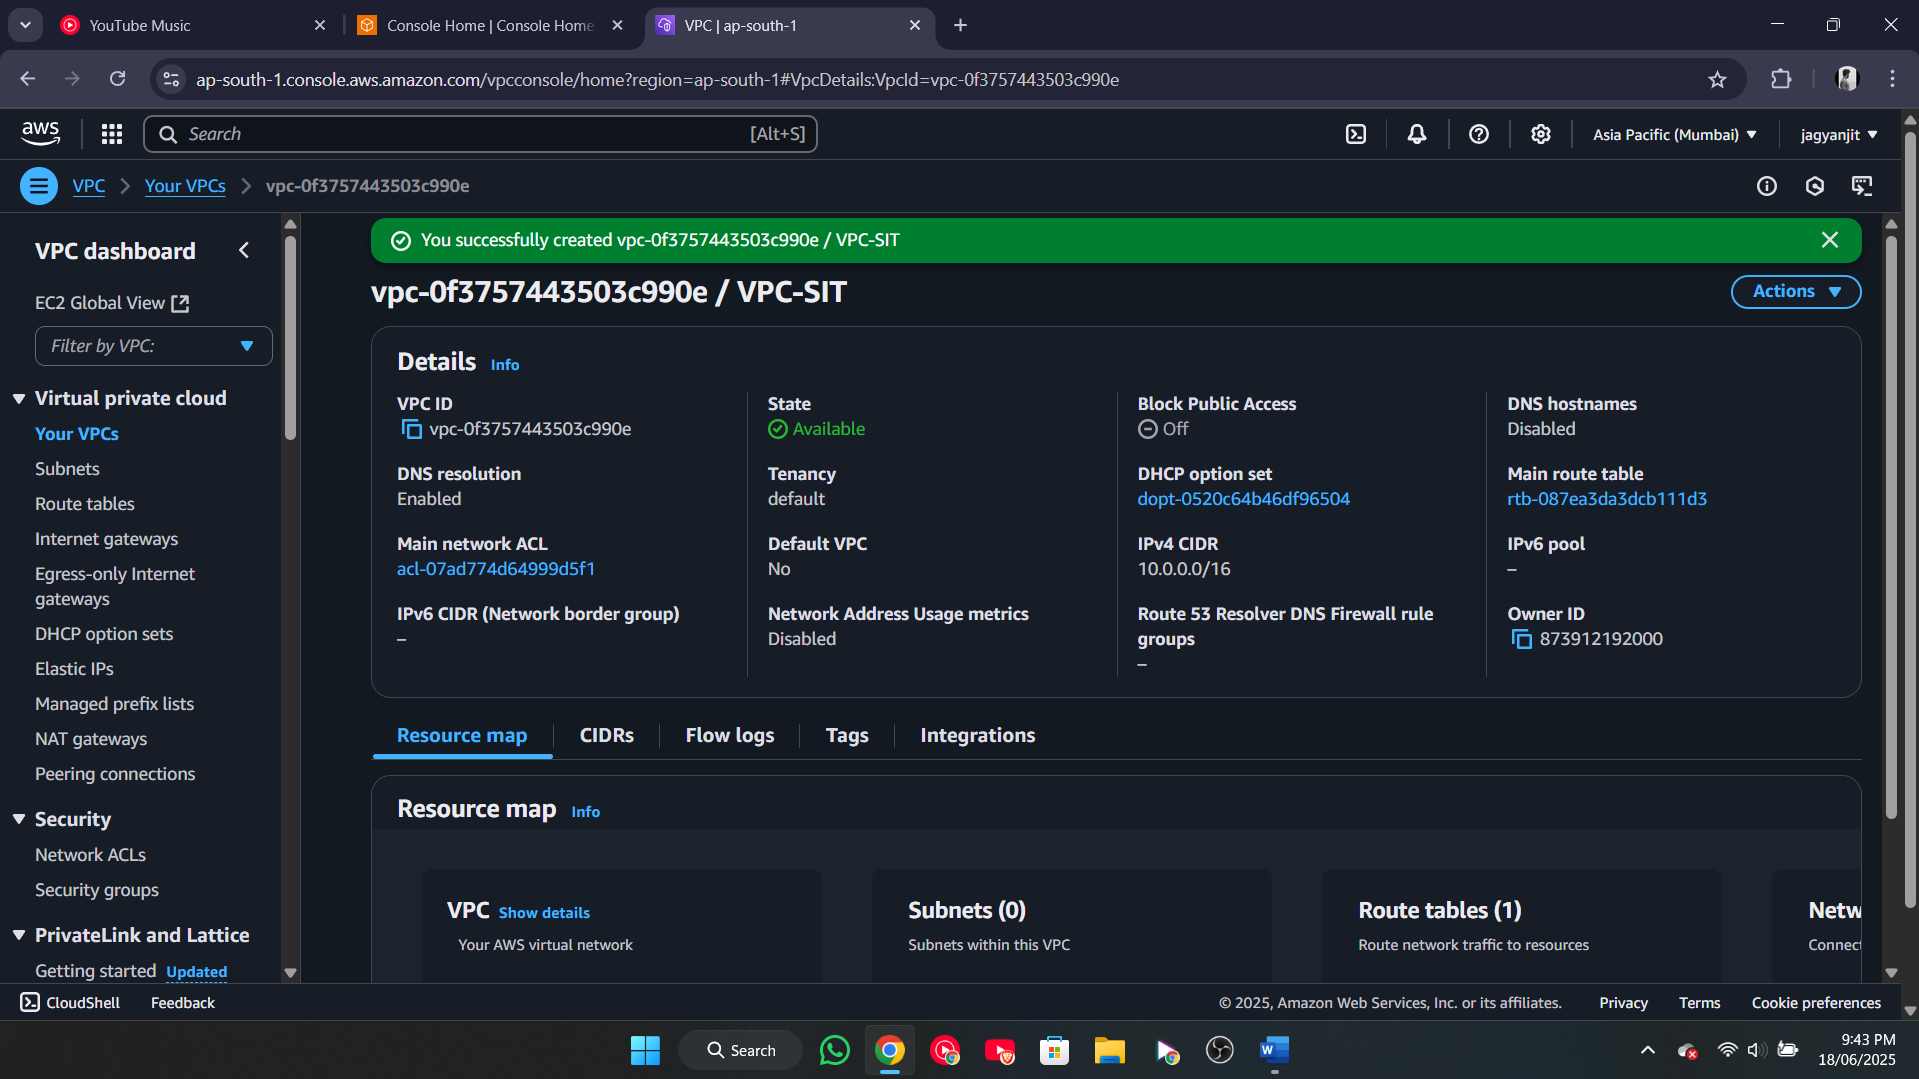 YouTube Music
Console Home | Console Home
VPC | ap-south-1
ap-south-1.console.aws.amazon.com/vpcconsole/home?region=ap-south-1#VpcDetails:VpcId=vpc-0f3757443503c990e
aws
Search
[Alt+S]
Asia Pacific (Mumbai)
jagyanjit
VPC
Your VPCs
vpc-0f3757443503c990e
VPC dashboard
EC2 Global View
Filter by VPC:
Virtual private cloud
Your VPCs
Subnets
Route tables
Internet gateways
Egress-only Internet
gateways
DHCP option sets
Elastic IPs
Managed prefix lists
NAT gateways
Peering connections
Security
Network ACLs
Security groups
PrivateLink and Lattice
Getting started Updated
You successfully created vpc-0f3757443503c990e / VPC-SIT
vpc-0f3757443503c990e / VPC-SIT
Actions
Details Info
VPC ID
vpc-0f3757443503c990e
State
Available
Block Public Access
Off
DNS hostnames
Disabled
DNS resolution
Enabled
Tenancy
default
DHCP option set
dopt-0520c64b46df96504
Main route table
rtb-087ea3da3dcb111d3
Main network ACL
acl-07ad774d64999d5f1
Default VPC
No
IPv4 CIDR
10.0.0.0/16
IPv6 pool
–
IPv6 CIDR (Network border group)
–
Network Address Usage metrics
Disabled
Route 53 Resolver DNS Firewall rule
groups
–
Owner ID
873912192000
Resource map
CIDRs
Flow logs
Tags
Integrations
Resource map Info
VPC Show details
Your AWS virtual network
Subnets (0)
Subnets within this VPC
Route tables (1)
Route network traffic to resources
Netw
Connect
CloudShell
Feedback
© 2025, Amazon Web Services, Inc. or its affiliates.
Privacy
Terms
Cookie preferences
Search
9:43 PM
18/06/2025